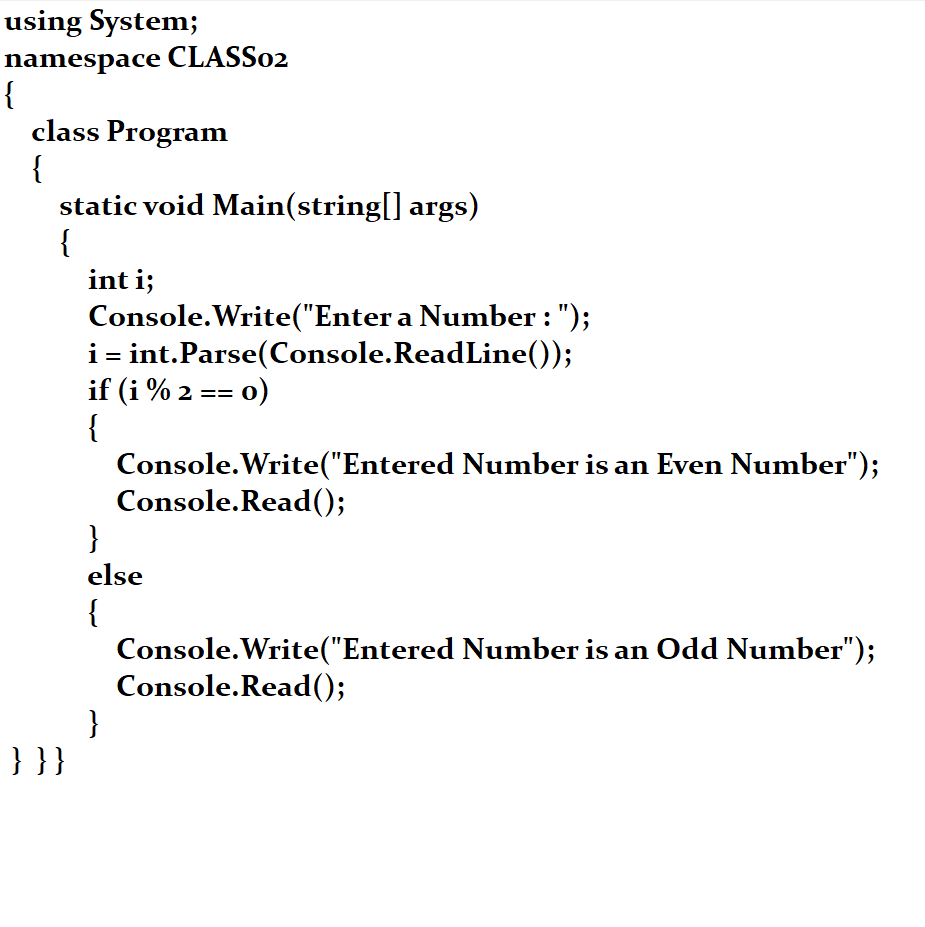 using System;
namespace CLASS02
{
    class Program
    {
        static void Main(string[] args)
        {
            int i;
            Console.Write("Enter a Number : ");
            i = int.Parse(Console.ReadLine());
            if (i % 2 == 0)
            {
                Console.Write("Entered Number is an Even Number");
                Console.Read();
            }
            else
            {
                Console.Write("Entered Number is an Odd Number");
                Console.Read();
            }
 } } }